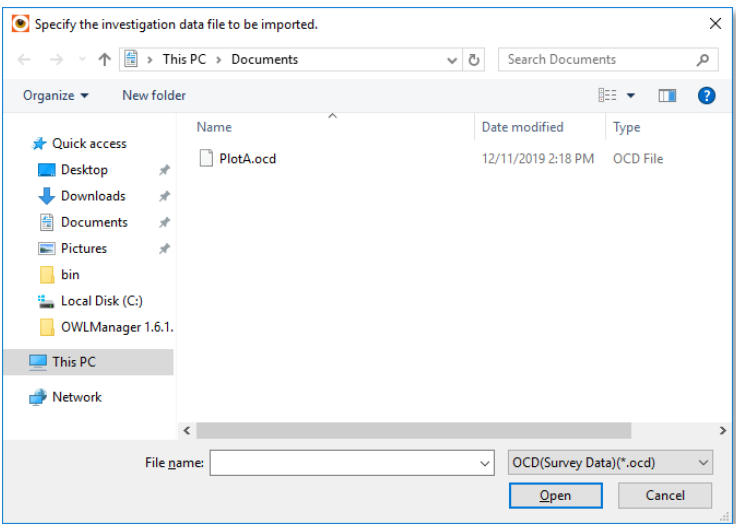 Specify the investigation data file to be imported.
This PC > Documents
Search Documents
Organize
New folder
?
Name
Date modified
Type
Quick access
Desktop
Downloads
Documents
Pictures
bin
Local Disk (C:)
OWLManager 1.6.1.
This PC
Network
PlotA.ocd
12/11/2019 2:18 PM
OCD File
File name:
OCD(Survey Data)(*.ocd)
Open
Cancel